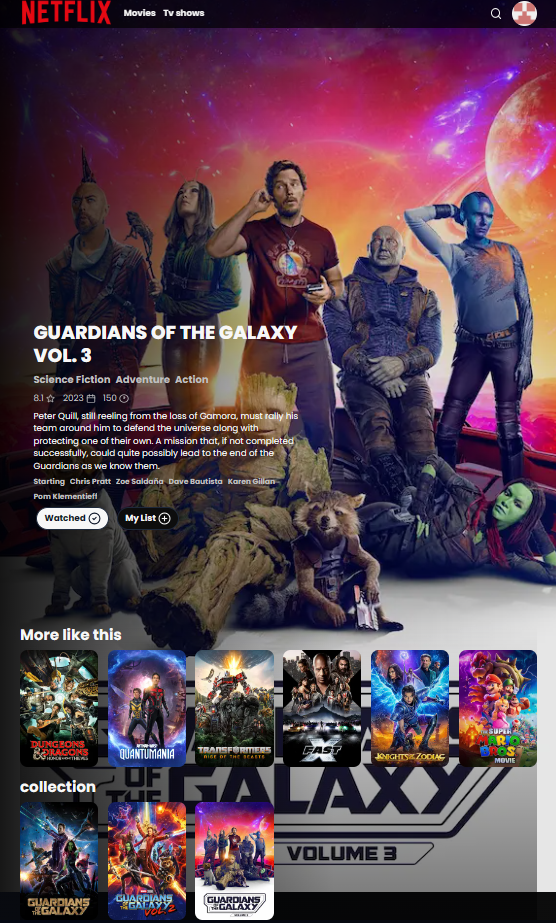 NETFLIX Movies Tv shows
GUARDIANS OF THE GALAXY
VOL. 3
Science Fiction Adventure Action
8.1 2023 150
Peter Quill, still reeling from the loss of Gamora, must rally his
team around him to defend the universe along with
protecting one of their own. A mission that, if not completed
successfully, could quite possibly lead to the end of the
Guardians as we know them.
Starting Chris Pratt Zoe Saldaña Dave Bautista Karen Gillan
Pom Klementieff
Watched My List
More like this
DUNGEONS
& DRAGONS
HONOR AMONG THIEVES
QUANTUMANIA
TRANSFORMERS
RISE OF THE BEASTS
FAST
KNIGHTS OF THE ZODIAC
THE SUPER
MARIO
BROS.
MOVIE
OF
THE GALAXY
VOLUME 3
collection
GUARDIANS
OF THE GALAXY
GUARDIANS
OF THE GALAXY
VOL. 2
GUARDIANS
OF THE GALAXY